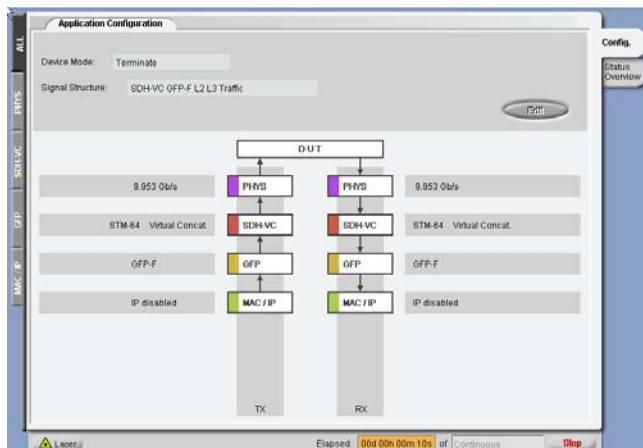 Application Configuration
ALL
PHYS
SDH-VC
GFP
MAC / IP
Config.
Status
Overview
Device Mode: Terminate
Signal Structure: SDH-VC GFP-F L2 L3 Traffic
Edit
DUT
9.953 Gb/s PHYS PHYS 9.953 Gb/s
STM-64 Virtual Concat. SDH-VC SDH-VC STM-64 Virtual Concat.
GFP-F GFP GFP GFP-F
IP disabled MAC / IP MAC / IP IP disabled
TX RX
Laser Elapsed: 00d 00h 00m 10s of Continuous Stop